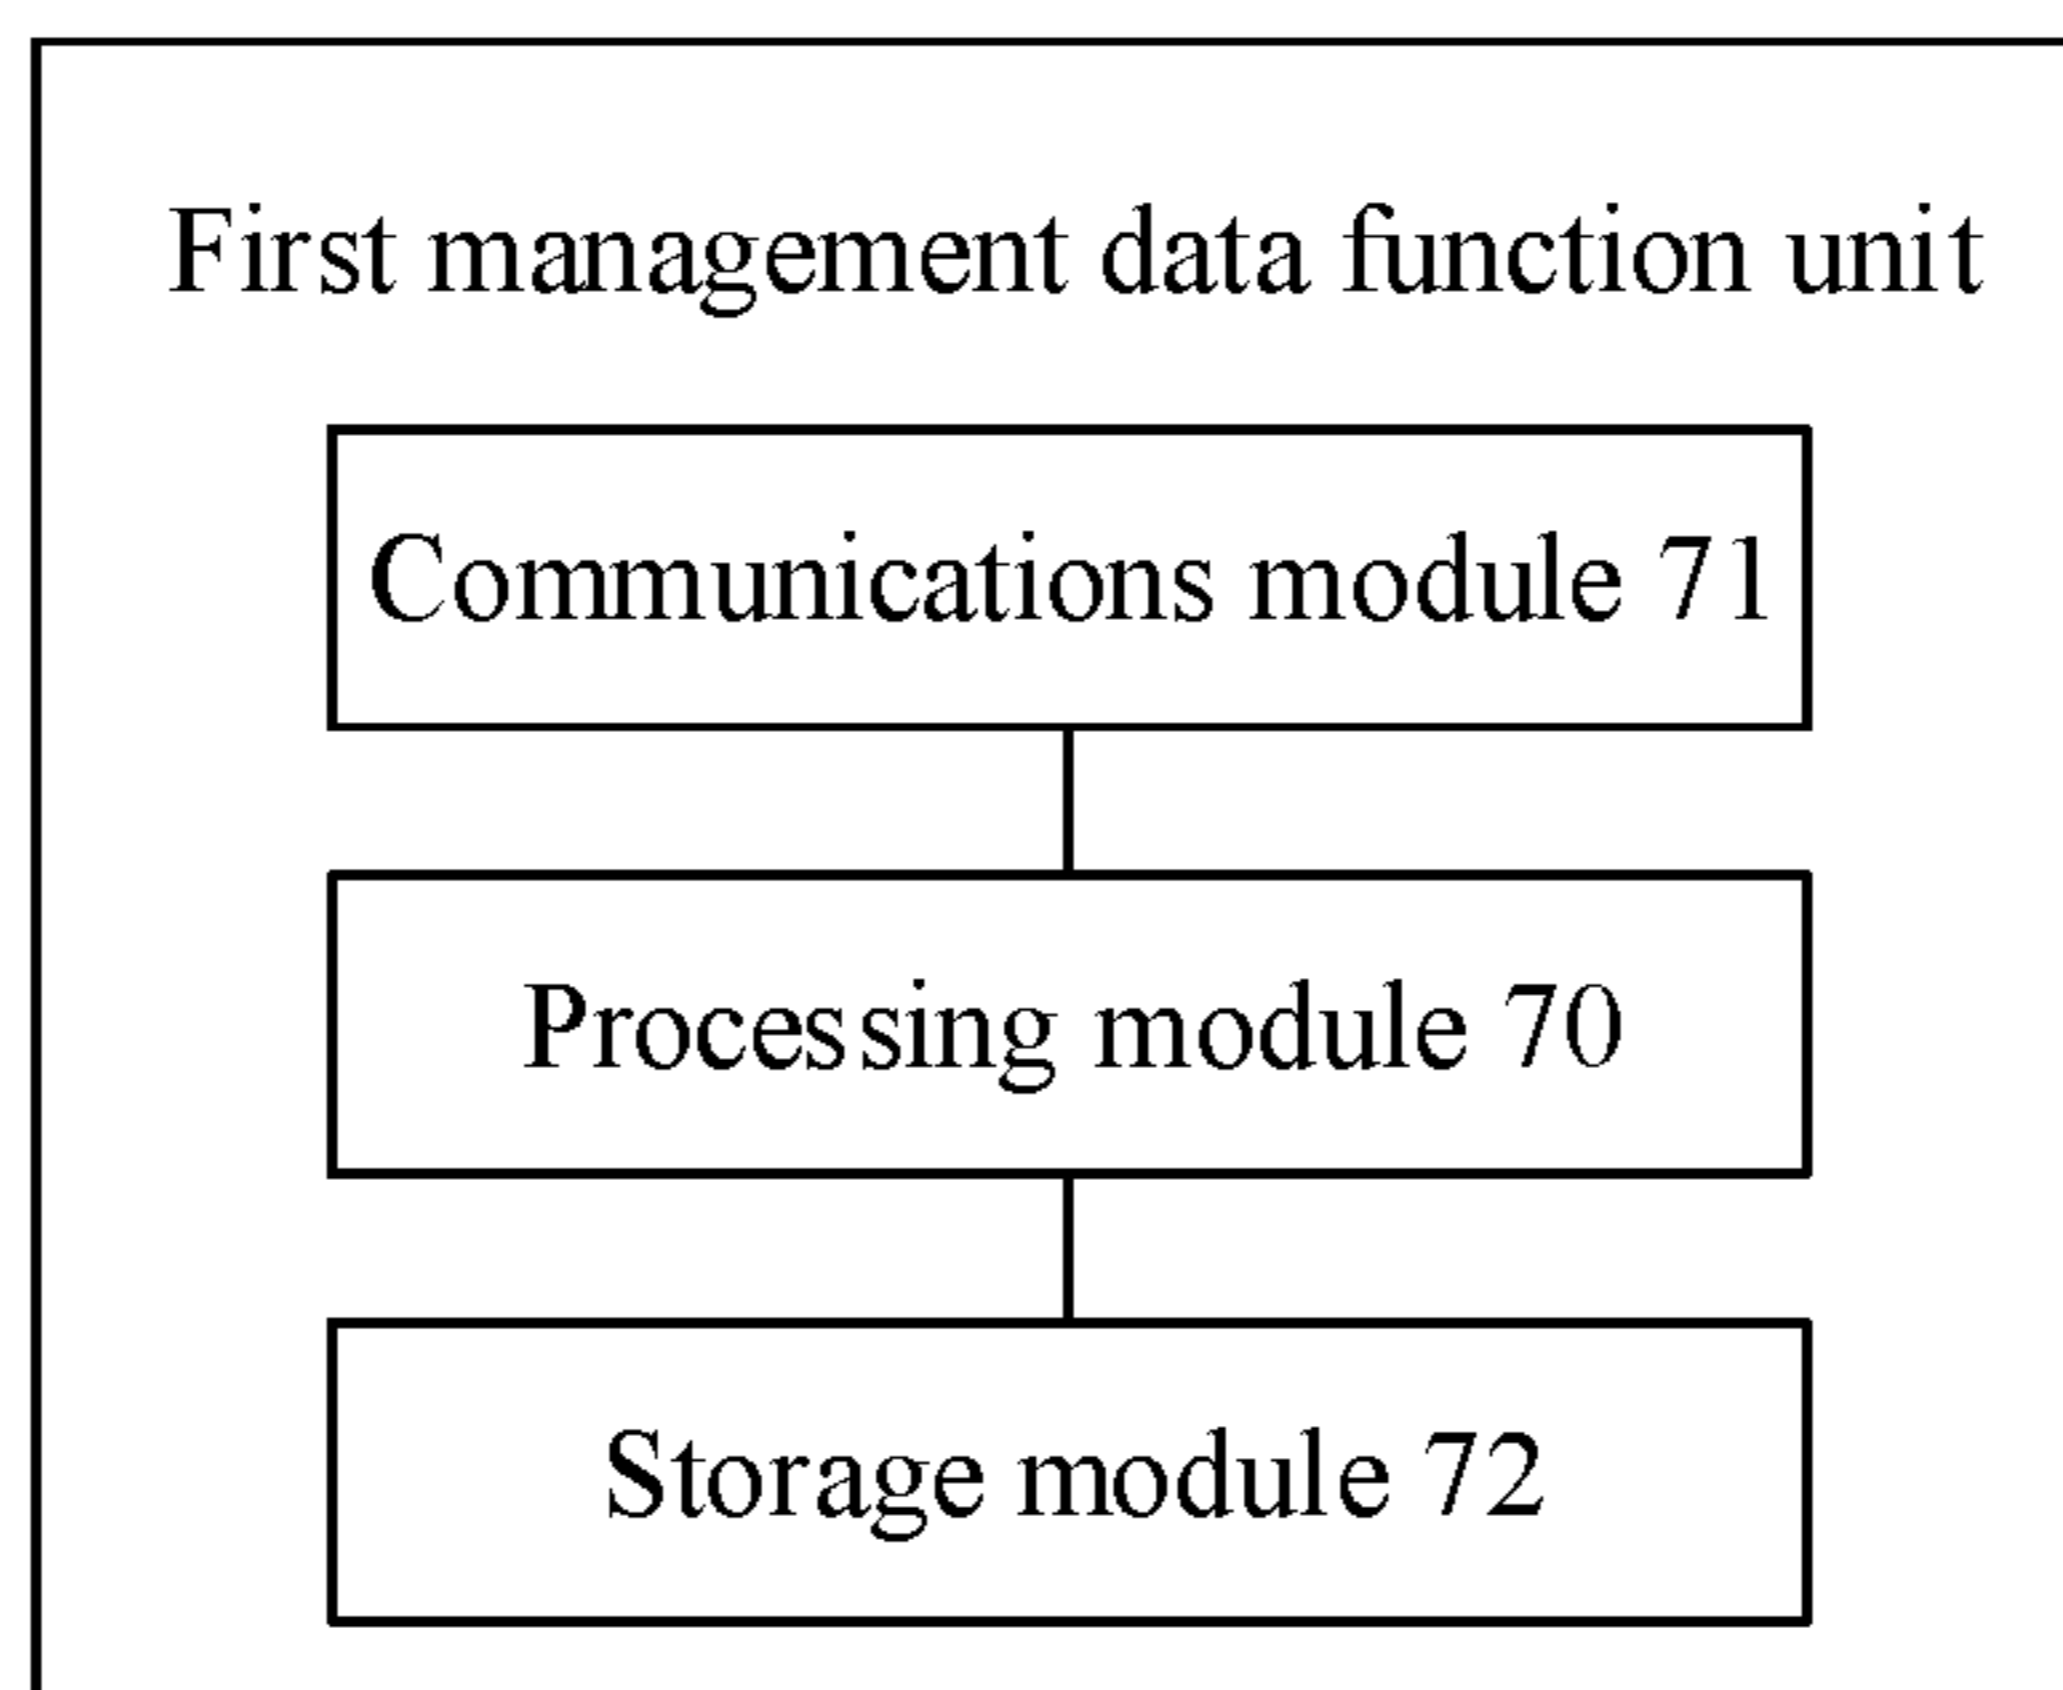 First management data function unit
Communications module 71
Processing module 70
Storage module 72